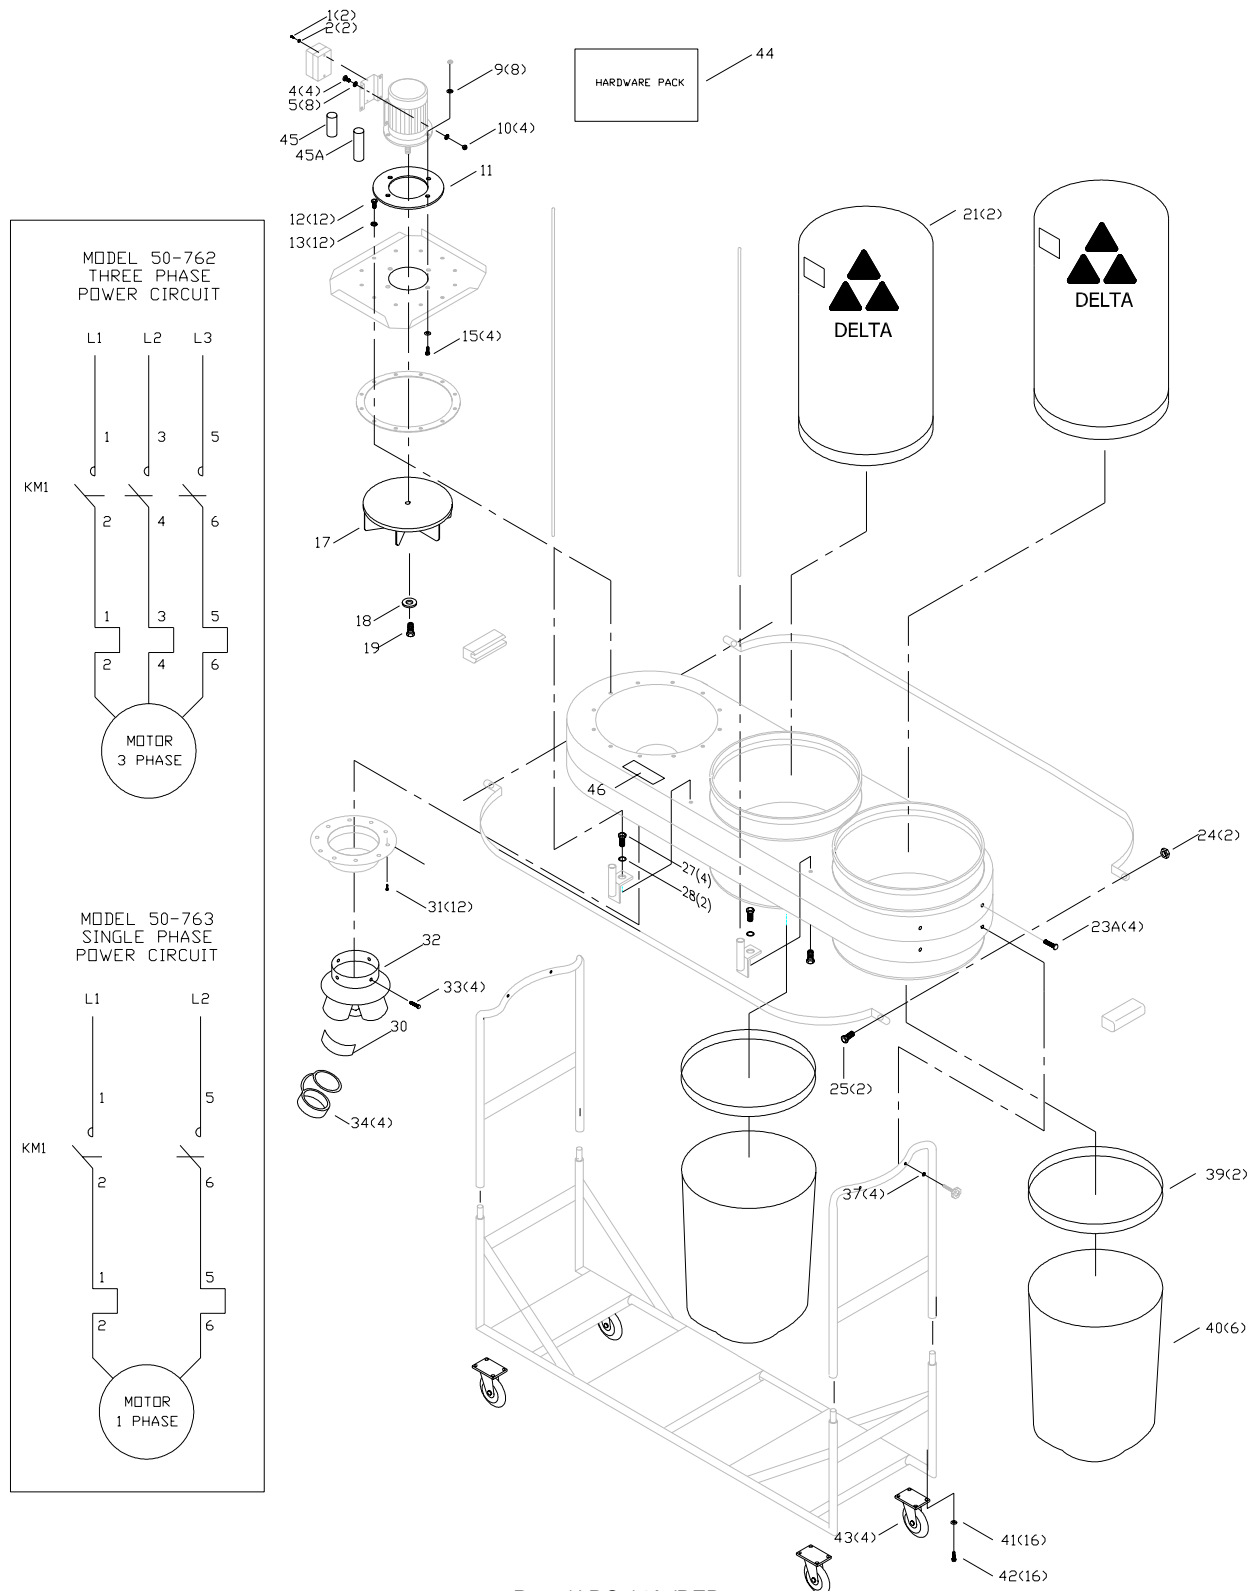 1(2)
2(2)
4(4)
5(8)
9(8)
10(4)
44
HARDWARE PACK
45
45A
11
12(12)
13(12)
15(4)
21(2)
DELTA
DELTA
MODEL 50-762
THREE PHASE
POWER CIRCUIT
L1 L2 L3
1 3 5
KM1
2 4 6
1 3 5
2 4 6
MOTOR
3 PHASE
17
18
19
46
24(2)
27(4)
28(2)
23A(4)
25(2)
31(12)
32
33(4)
30
34(4)
MODEL 50-763
SINGLE PHASE
POWER CIRCUIT
L1 L2
1 5
KM1
2 6
1 5
2 6
MOTOR
1 PHASE
37(4)
39(2)
40(6)
43(4)
41(16)
42(16)